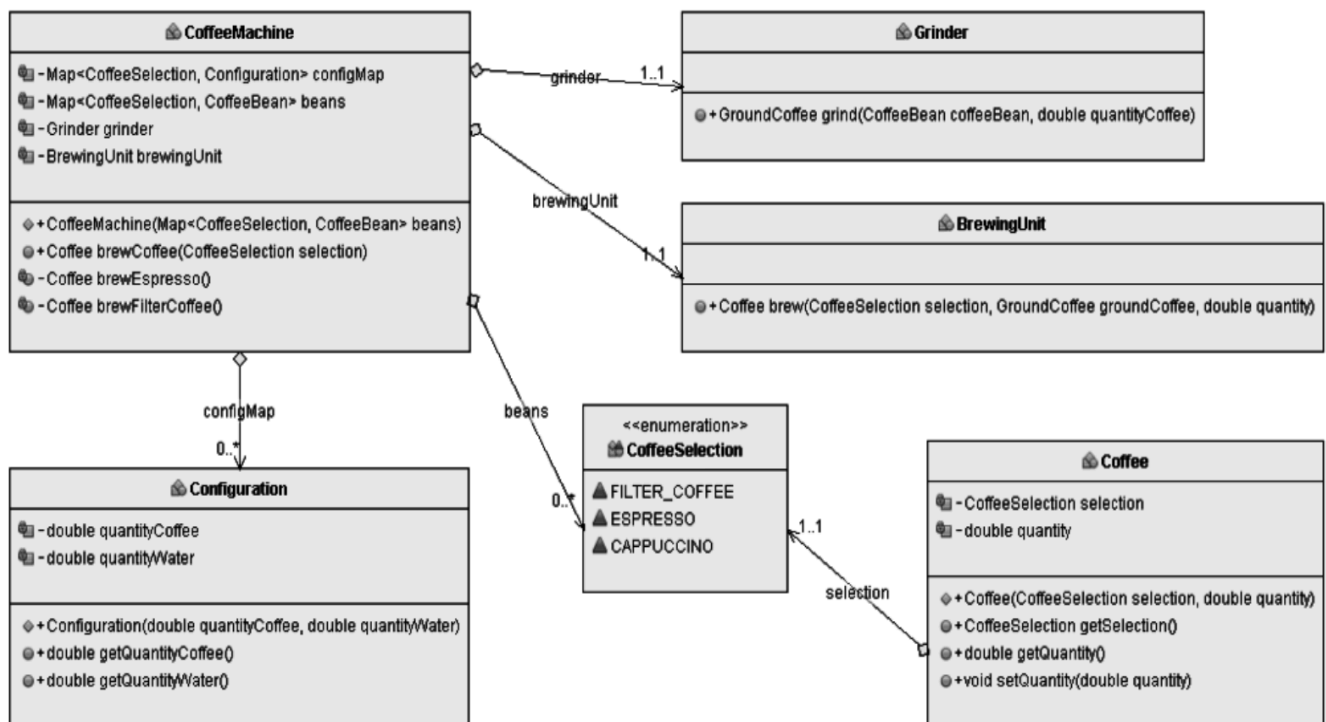 CoffeeMachine
-Map<CoffeeSelection, Configuration> configMap
-Map<CoffeeSelection, CoffeeBean> beans
-Grinder grinder
-BrewingUnit brewingUnit
+CoffeeMachine(Map<CoffeeSelection, CoffeeBean> beans)
+Coffee brewCoffee(CoffeeSelection selection)
-Coffee brewEspresso()
-Coffee brewFilterCoffee()
grinder
1..1
Grinder
+GroundCoffee grind(CoffeeBean coffeeBean, double quantityCoffee)
brewingUnit
1..1
BrewingUnit
+Coffee brew(CoffeeSelection selection, GroundCoffee groundCoffee, double quantity)
configMap
0..*
Configuration
-double quantityCoffee
-double quantityWater
+Configuration(double quantityCoffee, double quantityWater)
+double getQuantityCoffee()
+double getQuantityWater()
beans
0..*
<<enumeration>>
CoffeeSelection
FILTER_COFFEE
ESPRESSO
CAPPUCCINO
1..1
selection
Coffee
-CoffeeSelection selection
-double quantity
+Coffee(CoffeeSelection selection, double quantity)
+CoffeeSelection getSelection()
+double getQuantity()
+void setQuantity(double quantity)